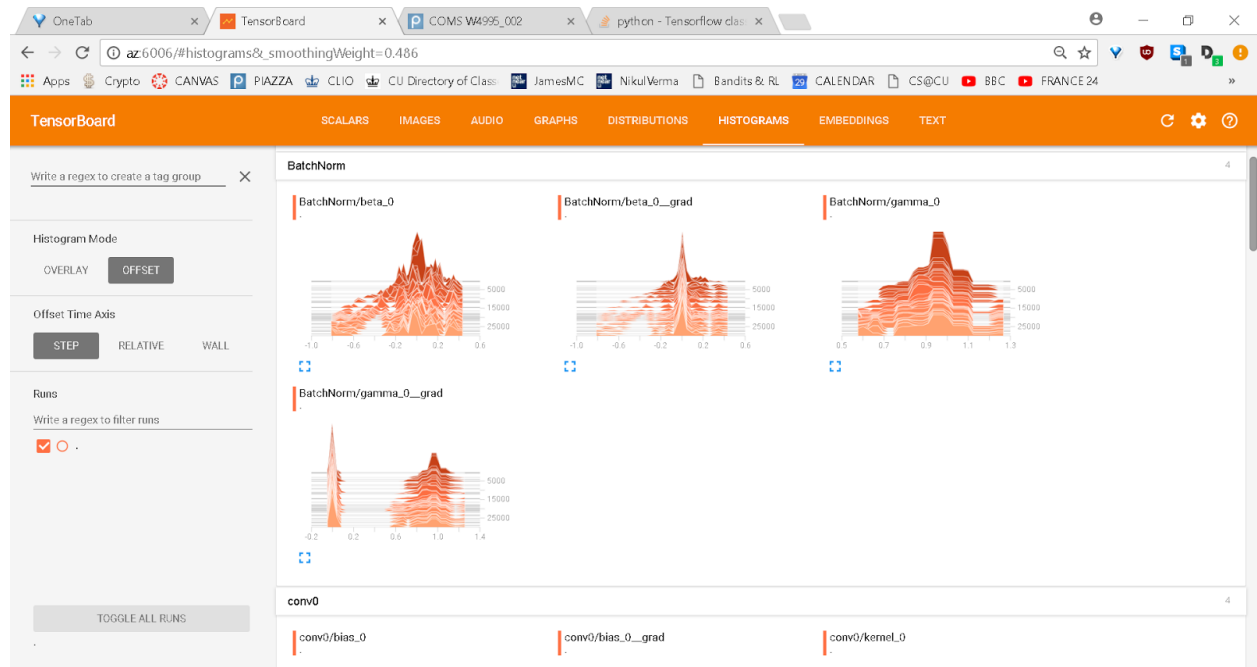 OneTab
TensorBoard
COMS W4995_002
python - Tensorflow clas
az:6006/#histograms&_smoothingWeight=0.486
Apps Crypto CANVAS PIAZZA CLIO CU Directory of Class JamesMC NikulVerma Bandits & RL CALENDAR CS@CU BBC FRANCE 24 »
TensorBoard SCALARS IMAGES AUDIO GRAPHS DISTRIBUTIONS HISTOGRAMS EMBEDDINGS TEXT
Write a regex to create a tag group
Histogram Mode
OVERLAY OFFSET
Offset Time Axis
STEP RELATIVE WALL
Runs
Write a regex to filter runs
.
TOGGLE ALL RUNS
.
BatchNorm 4
BatchNorm/beta_0
.
5000
15000
25000
-1.0 -0.6 -0.2 0.2 0.6
BatchNorm/beta_0__grad
.
5000
15000
25000
-1.0 -0.6 -0.2 0.2 0.6
BatchNorm/gamma_0
.
5000
15000
25000
0.5 0.7 0.9 1.1 1.3
BatchNorm/gamma_0__grad
.
5000
15000
25000
-0.2 0.2 0.6 1.0 1.4
conv0 4
conv0/bias_0
.
conv0/bias_0__grad
.
conv0/kernel_0
.